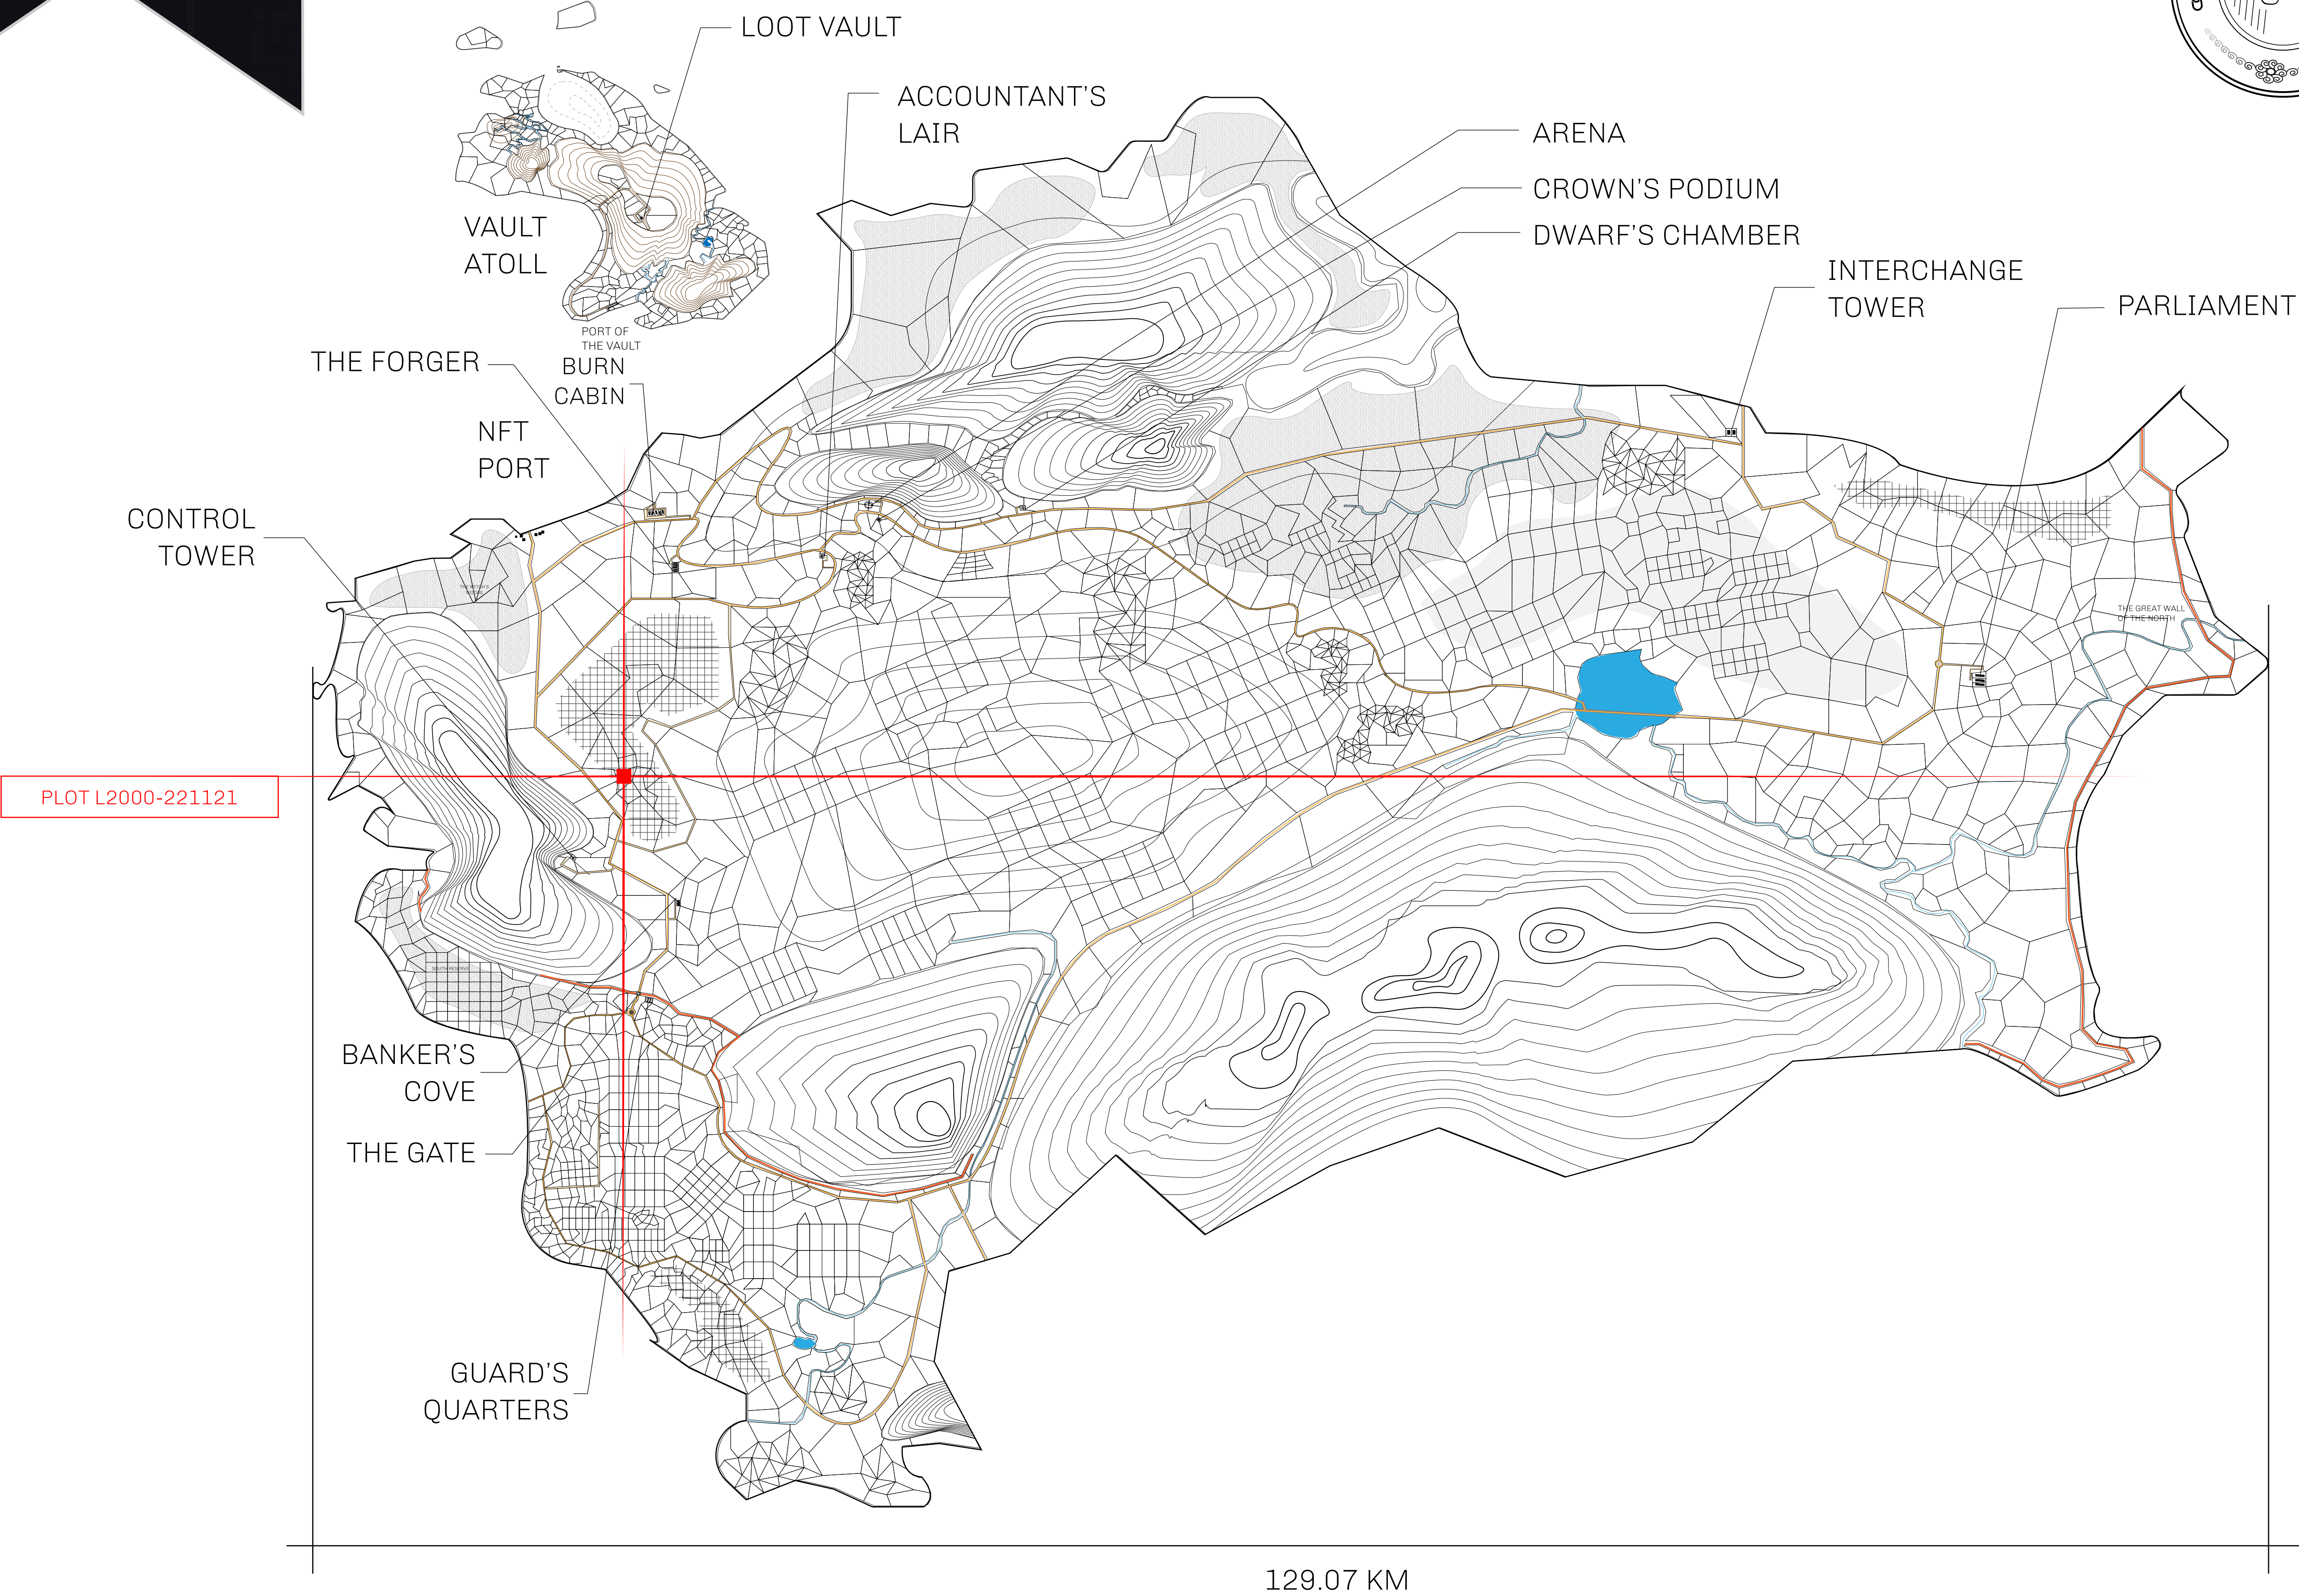 LOOT VAULT
ACCOUNTANT'S
LAIR
ARENA
CROWN'S PODIUM
DWARF'S CHAMBER
VAULT
ATOLL
INTERCHANGE
TOWER
PARLIAMENT
PORT OF
THE VAULT
THE FORGER
BURN
CABIN
NFT
PORT
CONTROL
TOWER
THE GREAT WALL
OF THE NORTH
PLOT L2000-221121
SOUTH RESERVE
BANKER'S
COVE
THE GATE
GUARD'S
QUARTERS
129.07 KM